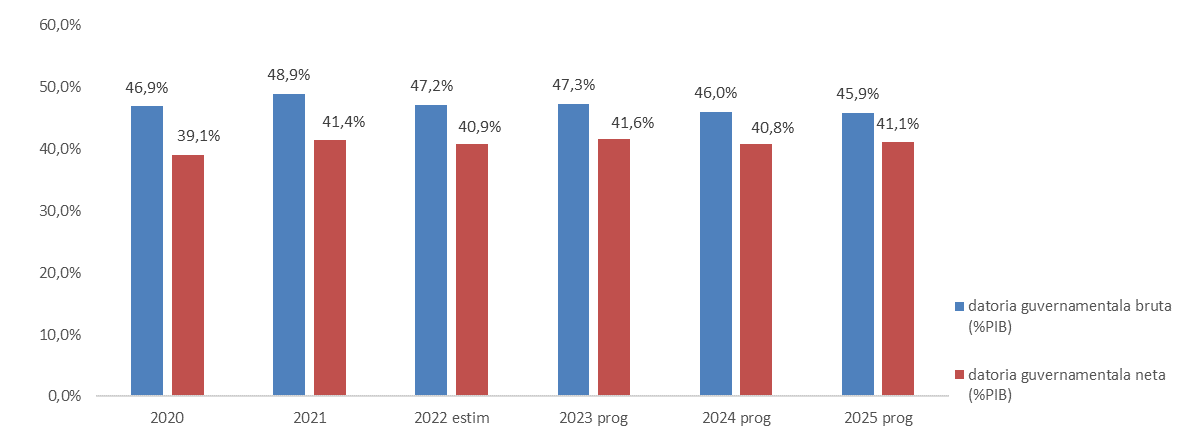 60,0%
50,0%
40,0%
30,0%
20,0%
10,0%
0,0%
46,9%
39,1%
48,9%
41,4%
47,2%
40,9%
47,3%
41,6%
46,0%
40,8%
45,9%
41,1%
2020
2021
2022 estim
2023 prog
2024 prog
2025 prog
datoria guvernamentala bruta
(%PIB)
datoria guvernamentala neta
(%PIB)